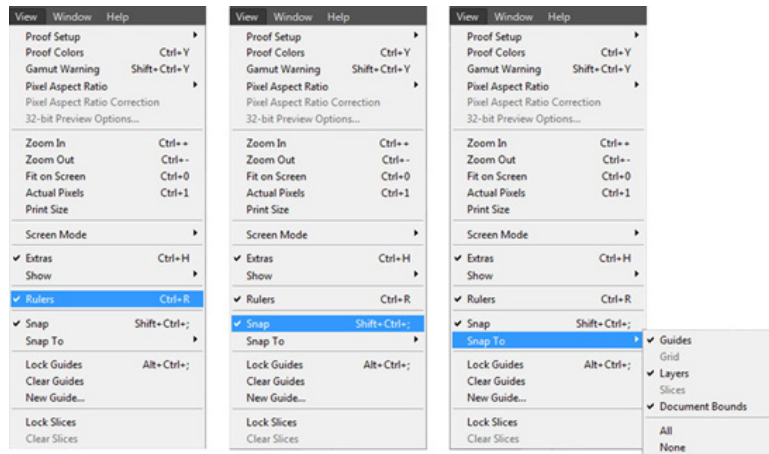 View Window Help
Proof Setup
Proof Colors Ctrl+Y
Gamut Warning Shift+Ctrl+Y
Pixel Aspect Ratio
Pixel Aspect Ratio Correction
32-bit Preview Options...
Zoom In Ctrl++
Zoom Out Ctrl+-
Fit on Screen Ctrl+0
Actual Pixels Ctrl+1
Print Size
Screen Mode
Extras Ctrl+H
Show
Rulers Ctrl+R
Snap Shift+Ctrl+;
Snap To
Lock Guides Alt+Ctrl+;
Clear Guides
New Guide...
Lock Slices
Clear Slices
View Window Help
Proof Setup
Proof Colors Ctrl+Y
Gamut Warning Shift+Ctrl+Y
Pixel Aspect Ratio
Pixel Aspect Ratio Correction
32-bit Preview Options...
Zoom In Ctrl++
Zoom Out Ctrl+-
Fit on Screen Ctrl+0
Actual Pixels Ctrl+1
Print Size
Screen Mode
Extras Ctrl+H
Show
Rulers Ctrl+R
Snap Shift+Ctrl+;
Snap To
Lock Guides Alt+Ctrl+;
Clear Guides
New Guide...
Lock Slices
Clear Slices
View Window Help
Proof Setup
Proof Colors Ctrl+Y
Gamut Warning Shift+Ctrl+Y
Pixel Aspect Ratio
Pixel Aspect Ratio Correction
32-bit Preview Options...
Zoom In Ctrl++
Zoom Out Ctrl+-
Fit on Screen Ctrl+0
Actual Pixels Ctrl+1
Print Size
Screen Mode
Extras Ctrl+H
Show
Rulers Ctrl+R
Snap Shift+Ctrl+;
Snap To
Lock Guides Alt+Ctrl+;
Clear Guides
New Guide...
Lock Slices
Clear Slices
Guides
Grid
Layers
Slices
Document Bounds
All
None